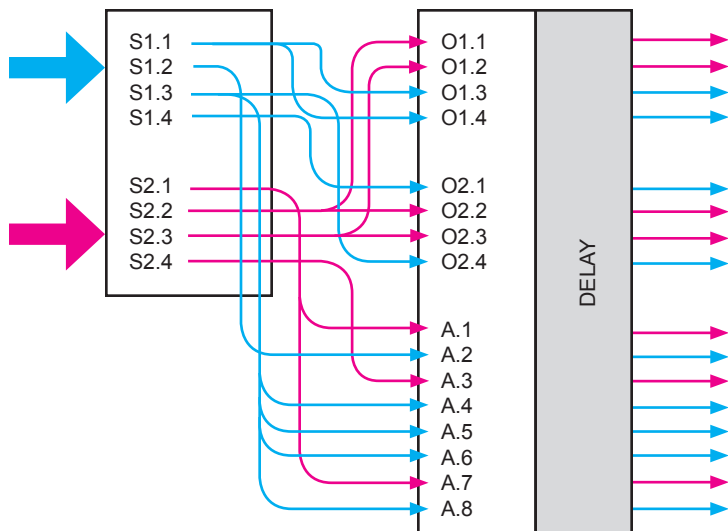 S1.1
S1.2
S1.3
S1.4
S2.1
S2.2
S2.3
S2.4
O1.1
O1.2
O1.3
O1.4
O2.1
O2.2
O2.3
O2.4
A.1
A.2
A.3
A.4
A.5
A.6
A.7
A.8
DELAY